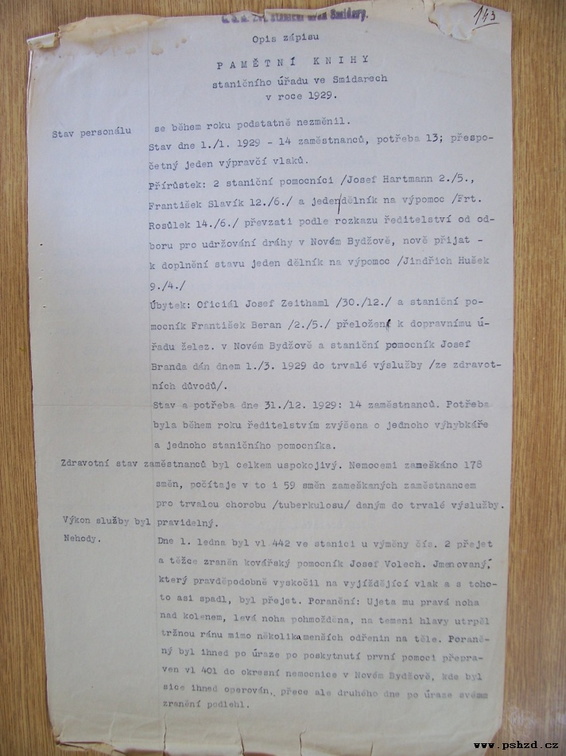 143
Opis zápisu
PAMĚTNÍ KNIHY
staničního úřadu ve Smidarech
v roce 1929.
Stav personálu se během roku podstatně nezměnil.
Stav dne 1./1. 1929 - 14 zaměstnanců, potřeba 13; přespo-
četný jeden výpravčí vlaků.
Přírůstek: 2 staniční pomocníci /Josef Hartmann 2./5.,
František Slavík 12./6./ a jeden dělník na výpomoc /Frt.
Rosůlek 14./6./ převzati podle rozkazu ředitelství od od-
boru pro udržování dráhy v Novém Bydžově, nově přijat -
k doplnění stavu jeden dělník na výpomoc /Jindřich Hušek
9./4./
Úbytek: Oficiál Josef Zeithaml /30./12./ a staniční po-
mocník František Beran /2./5./ přeloženi k dopravnímu ú-
řadu želez. v Novém Bydžově a staniční pomocník Josef
Branda dán dnem 1./3. 1929 do trvalé výslužby /ze zdravot-
ních důvodů/.
Stav a potřeba dne 31./12. 1929: 14 zaměstnanců. Potřeba
byla během roku ředitelstvím zvýšena o jednoho výhybkáře
a jednoho staničního pomocníka.
Zdravotní stav zaměstnanců byl celkem uspokojivý. Nemocemi zameškáno 178
směn, počítaje v to i 59 směn zameškaných zaměstnancem
pro trvalou chorobu /tuberkulosu/ daným do trvalé výslužby.
Výkon služby byl pravidelný.
Nehody. Dne 1. ledna byl vl 442 ve stanici u výměny čís. 2 přejet
a těžce zraněn kovářský pomocník Josef Volech. Jmenovaný,
který pravděpodobně vyskočil na vyjíždějící vlak a s toho-
to asi spadl, byl přejet. Poranění: Ujeta mu pravá noha
nad kolenem, levá noha pohmožděna, na temeni hlavy utrpěl
tržnou ránu mimo několika menších odřenin na těle. Poraně-
ný byl ihned po úraze po poskytnutí první pomoci přepra-
ven vl 401 do okresní nemocnice v Novém Bydžově, kde byl
sice ihned operován, přece ale druhého dne po úraze svému
zranění podlehl.
www.pshzd.cz